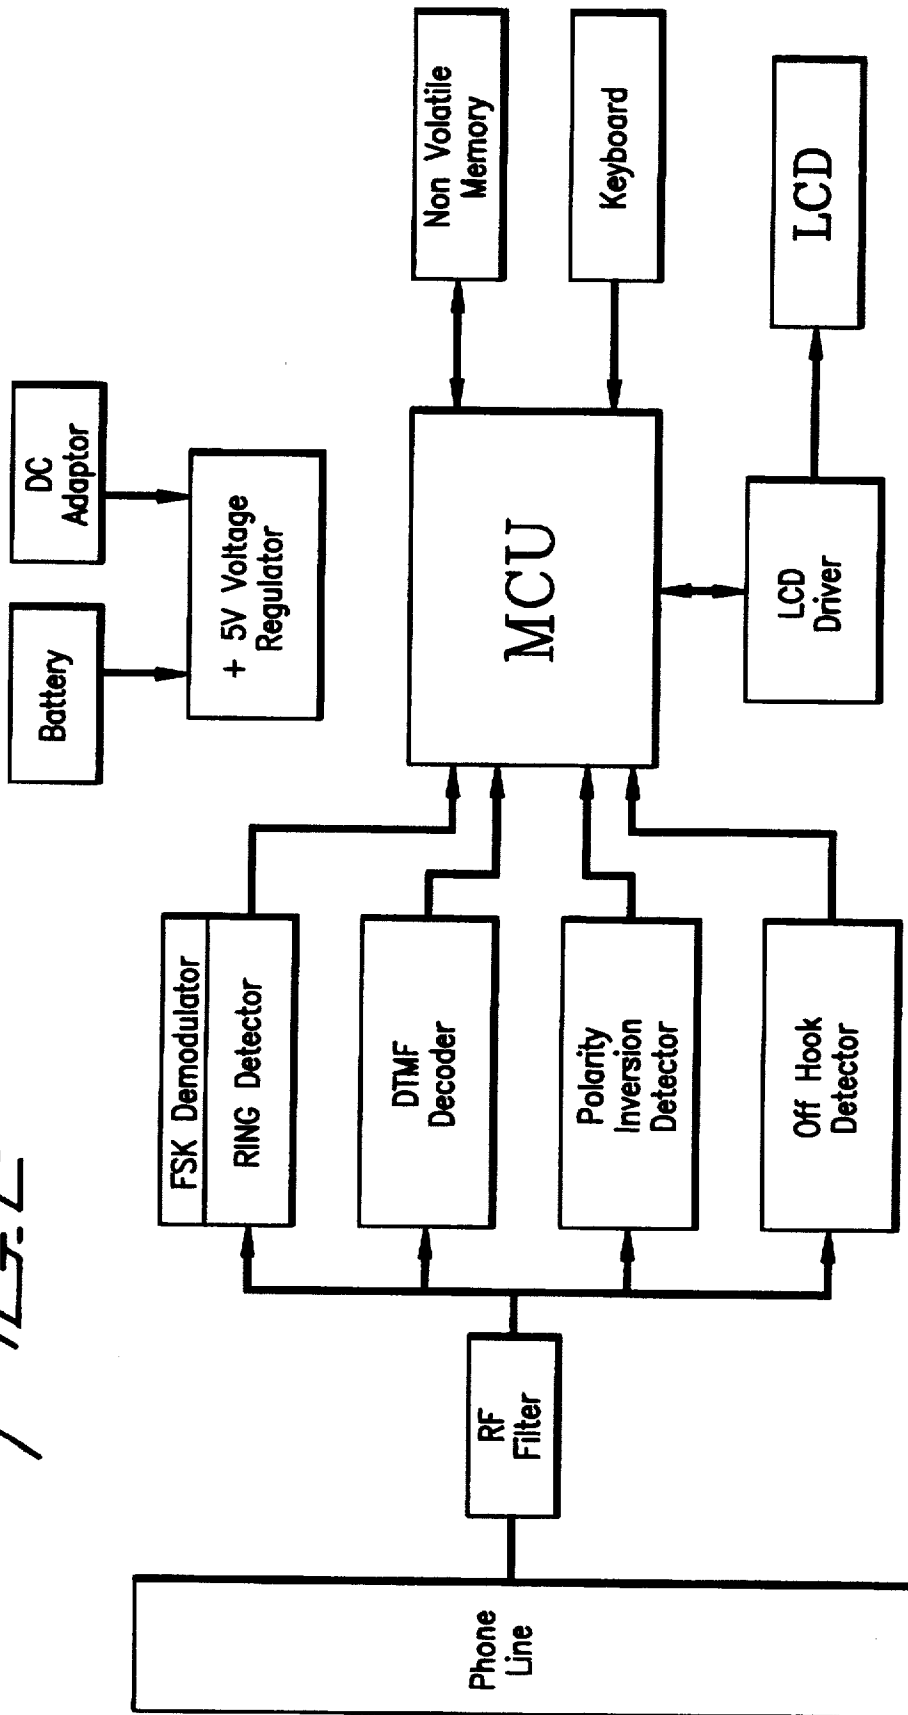 Battery
DC
Adaptor
+ 5V Voltage
Regulator
FSK Demodulator
RING Detector
Non Volatile
Memory
DTMF
Decoder
MCU
Keyboard
Phone
Line
RF
Filter
Polarity
Inversion
Detector
Off Hook
Detector
LCD
Driver
LCD